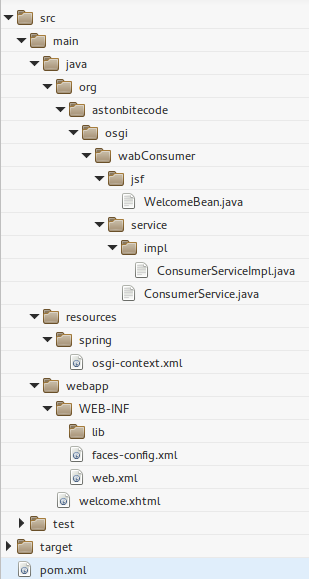 src
main
java
org
astonbitecode
osgi
wabConsumer
jsf
WelcomeBean.java
service
impl
ConsumerServiceImpl.java
ConsumerService.java
resources
spring
osgi-context.xml
webapp
WEB-INF
lib
faces-config.xml
web.xml
welcome.xhtml
test
target
pom.xml